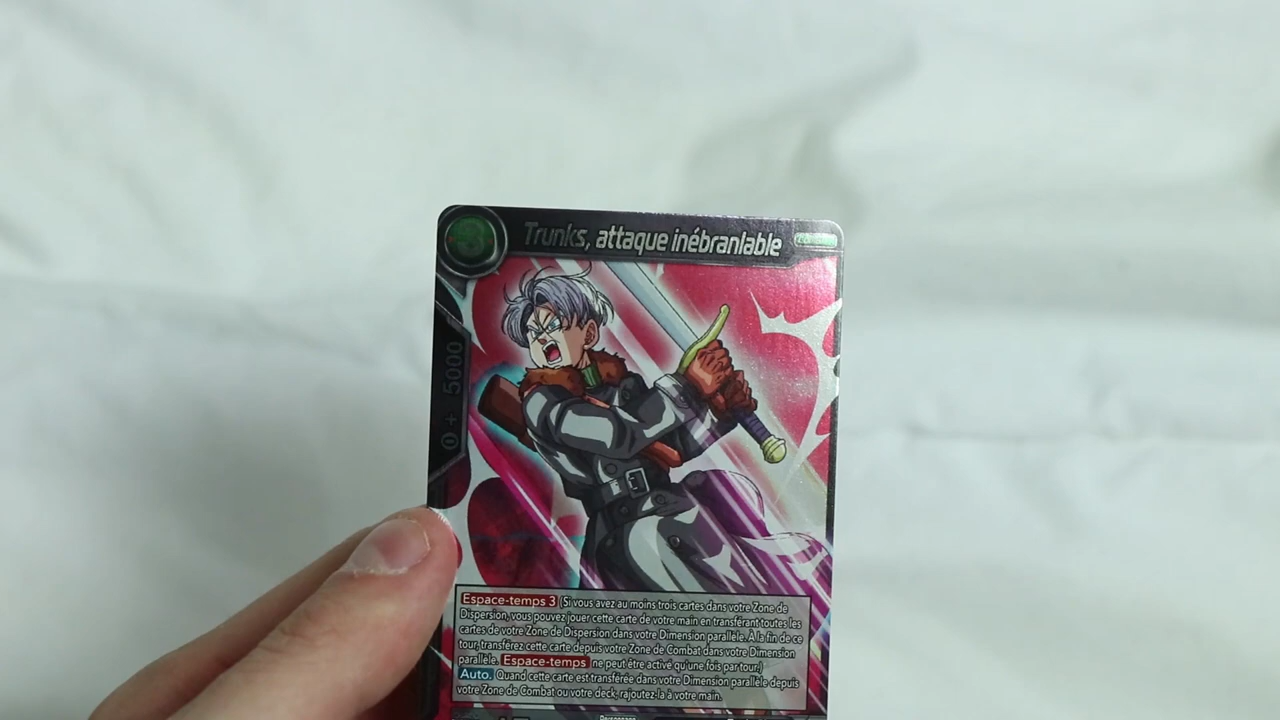 Trunks, attaque inébranlable
0 + 5000
Espace-temps 3 (Si vous avez au moins trois cartes dans votre Zone de
Dispersion, vous pouvez jouer cette carte de votre main en transférant toutes les
cartes de votre Zone de Dispersion dans votre Dimension parallèle. À la fin de ce
tour, transférez cette carte depuis votre Zone de Combat dans votre Dimension
parallèle. Espace-temps ne peut être activé qu'une fois par tour.)
Auto. Quand cette carte est transférée dans votre Dimension parallèle depuis
votre Zone de Combat ou votre deck, rajoutez-la à votre main.